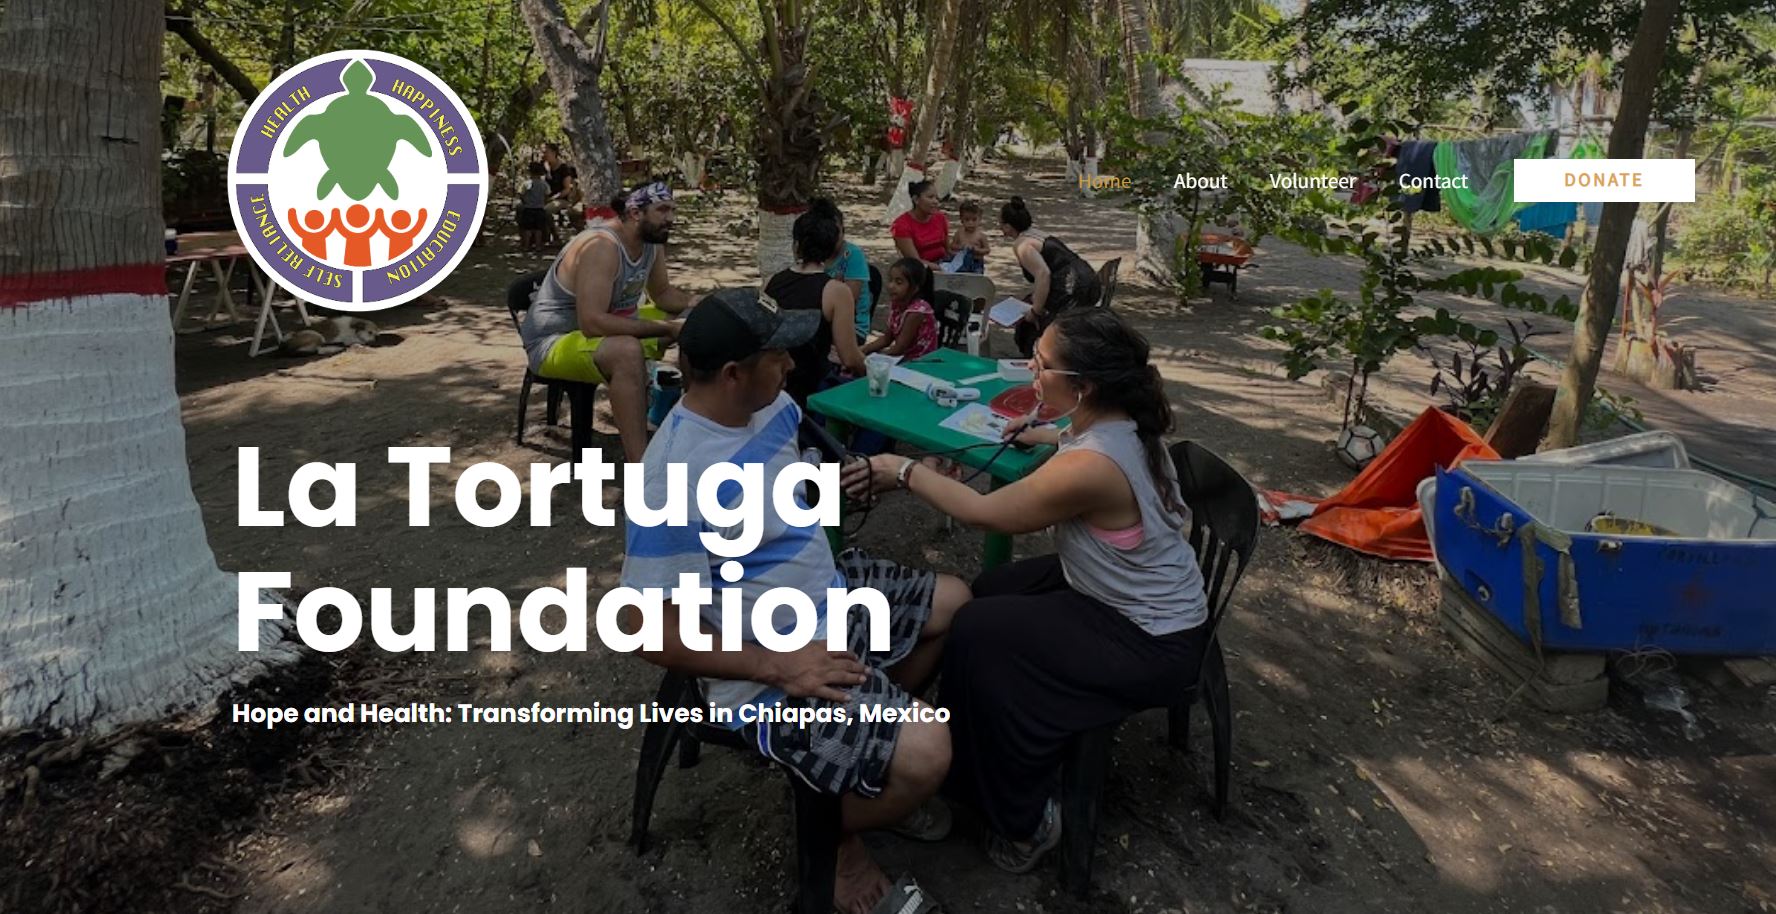 HEALTH
HAPPINESS
SELF RELIANCE
EDUCATION
Home
About
Volunteer
Contact
DONATE
La Tortuga
Foundation
Hope and Health: Transforming Lives in Chiapas, Mexico